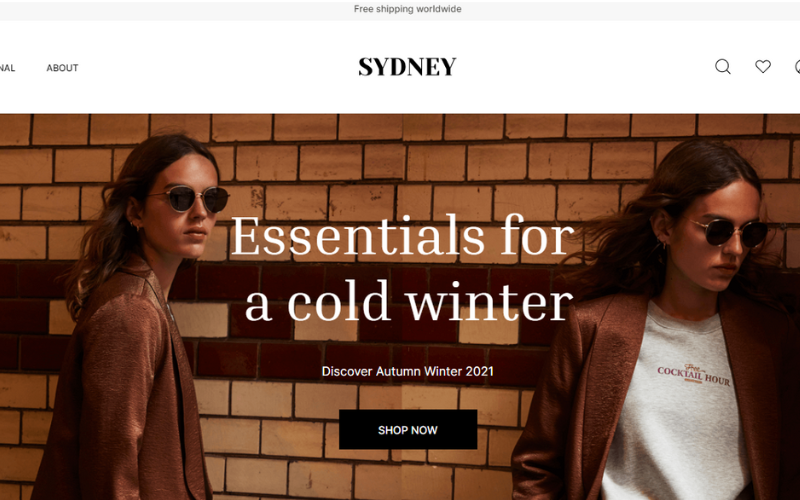 Free shipping worldwide
NAL
ABOUT
SYDNEY
Essentials for
a cold winter
Discover Autumn Winter 2021
SHOP NOW
COCKTAIL HOUR